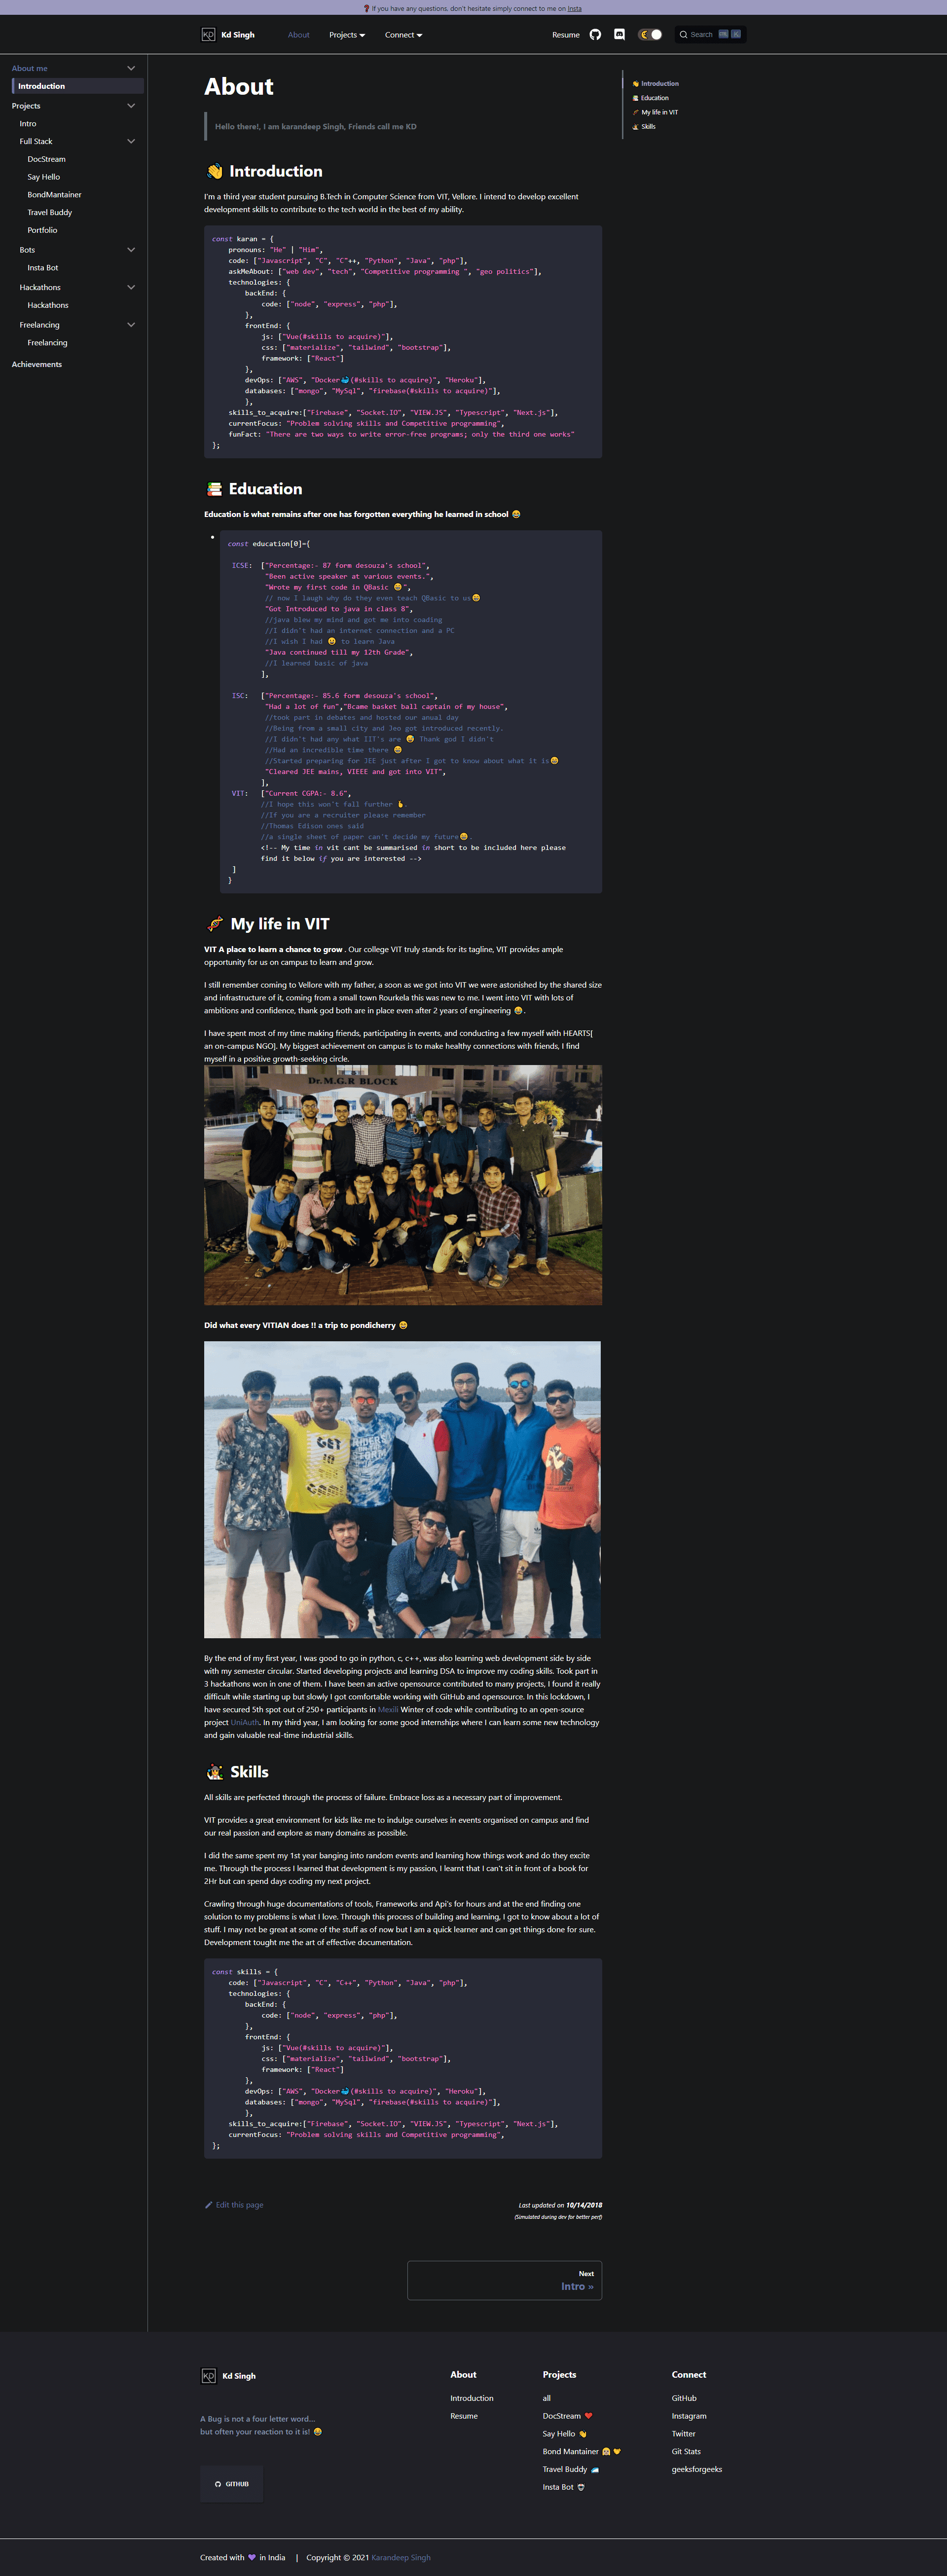 ❓ If you have any questions, don't hesitate simply connect to me on Insta
KD Kd Singh About Projects Connect Resume Search
About me
Introduction
Projects
Intro
Full Stack
DocStream
Say Hello
BondMantainer
Travel Buddy
Portfolio
Bots
Insta Bot
Hackathons
Hackathons
Freelancing
Freelancing
Achievements
About
Hello there!, I am karandeep Singh, Friends call me KD
👋 Introduction
📚 Education
🧬 My life in VIT
Skills
👋 Introduction
I'm a third year student pursuing B.Tech in Computer Science from VIT, Vellore. I intend to develop excellent
development skills to contribute to the tech world in the best of my ability.
const karan = {
pronouns: "He" | "Him",
code: ["Javascript", "C", "C"++, "Python", "Java", "php"],
askMeAbout: ["web dev", "tech", "Competitive programming ", "geo politics"],
technologies: {
backEnd: {
code: ["node", "express", "php"],
},
frontEnd: {
js: ["Vue(#skills to acquire)"],
css: ["materialize", "tailwind", "bootstrap"],
framework: ["React"]
},
devOps: ["AWS", "Docker🐳(#skills to acquire)", "Heroku"],
databases: ["mongo", "MySql", "firebase(#skills to acquire)"],
},
skills_to_acquire:["Firebase", "Socket.IO", "VIEW.JS", "Typescript", "Next.js"],
currentFocus: "Problem solving skills and Competitive programming",
funFact: "There are two ways to write error-free programs; only the third one works"
};
📚 Education
Education is what remains after one has forgotten everything he learned in school 😄
const education[0]={
ICSE: ["Percentage:- 87 form desouza's school",
"Been active speaker at various events.",
"Wrote my first code in QBasic 😄",
// now I laugh why do they even teach QBasic to us😄
"Got Introduced to java in class 8",
//java blew my mind and got me into coading
//I didn't had an internet connection and a PC
//I wish I had 😄 to learn Java
"Java continued till my 12th Grade",
//I learned basic of java
],
ISC: ["Percentage:- 85.6 form desouza's school",
"Had a lot of fun","Bcame basket ball captain of my house",
//took part in debates and hosted our anual day
//Being from a small city and Jeo got introduced recently.
//I didn't had any what IIT's are 😄 Thank god I didn't
//Had an incredible time there 😄
//Started preparing for JEE just after I got to know about what it is😄
"Cleared JEE mains, VIEEE and got into VIT",
],
VIT: ["Current CGPA:- 8.6",
//I hope this won't fall further 🤞.
//If you are a recruiter please remember
//Thomas Edison ones said
//a single sheet of paper can't decide my future😄.
<!-- My time in vit cant be summarised in short to be included here please
find it below if you are interested -->
]
}
🧬 My life in VIT
VIT A place to learn a chance to grow . Our college VIT truly stands for its tagline, VIT provides ample
opportunity for us on campus to learn and grow.
I still remember coming to Vellore with my father, a soon as we got into VIT we were astonished by the shared size
and infrastructure of it, coming from a small town Rourkela this was new to me. I went into VIT with lots of
ambitions and confidence, thank god both are in place even after 2 years of engineering 😄.
I have spent most of my time making friends, participating in events, and conducting a few myself with HEARTS[
an on-campus NGO]. My biggest achievement on campus is to make healthy connections with friends, I find
myself in a positive growth-seeking circle.
Dr.M.G.R BLOCK
Did what every VITIAN does !! a trip to pondicherry 😄
GET
IN
IT
By the end of my first year, I was good to go in python, c, c++, was also learning web development side by side
with my semester circular. Started developing projects and learning DSA to improve my coding skills. Took part in
3 hackathons won in one of them. I have been an active opensource contributed to many projects, I found it really
difficult while starting up but slowly I got comfortable working with GitHub and opensource. In this lockdown, I
have secured 5th spot out of 250+ participants in Mexili Winter of code while contributing to an open-source
project UniAuth. In my third year, I am looking for some good internships where I can learn some new technology
and gain valuable real-time industrial skills.
Skills
All skills are perfected through the process of failure. Embrace loss as a necessary part of improvement.
VIT provides a great environment for kids like me to indulge ourselves in events organised on campus and find
our real passion and explore as many domains as possible.
I did the same spent my 1st year banging into random events and learning how things work and do they excite
me. Through the process I learned that development is my passion, I learnt that I can't sit in front of a book for
2Hr but can spend days coding my next project.
Crawling through huge documentations of tools, Frameworks and Api's for hours and at the end finding one
solution to my problems is what I love. Through this process of building and learning, I got to know about a lot of
stuff. I may not be great at some of the stuff as of now but I am a quick learner and can get things done for sure.
Development tought me the art of effective documentation.
const skills = {
code: ["Javascript", "C", "C++", "Python", "Java", "php"],
technologies: {
backEnd: {
code: ["node", "express", "php"],
},
frontEnd: {
js: ["Vue(#skills to acquire)"],
css: ["materialize", "tailwind", "bootstrap"],
framework: ["React"]
},
devOps: ["AWS", "Docker🐳(#skills to acquire)", "Heroku"],
databases: ["mongo", "MySql", "firebase(#skills to acquire)"],
},
skills_to_acquire:["Firebase", "Socket.IO", "VIEW.JS", "Typescript", "Next.js"],
currentFocus: "Problem solving skills and Competitive programming",
};
Edit this page
Last updated on 10/14/2018
(Simulated during dev for better perf)
Next
Intro »
KD Kd Singh
A Bug is not a four letter word....
but often your reaction to it is! 😄
GITHUB
About
Introduction
Resume
Projects
all
DocStream ❤️
Say Hello 👋
Bond Mantainer
Travel Buddy
Insta Bot
Connect
GitHub
Instagram
Twitter
Git Stats
geeksforgeeks
Created with 💜 in India | Copyright © 2021 Karandeep Singh